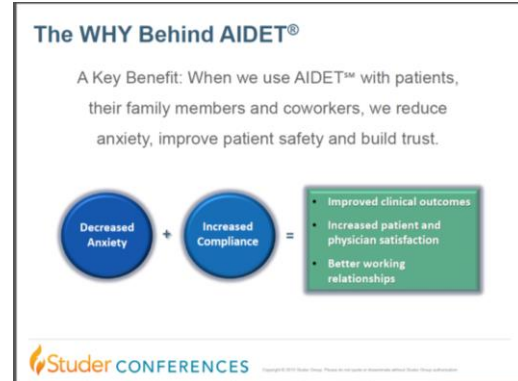 The WHY Behind AIDET®
A Key Benefit: When we use AIDET℠ with patients,
their family members and coworkers, we reduce
anxiety, improve patient safety and build trust.
Decreased
Anxiety
+
Increased
Compliance
=
• Improved clinical outcomes
• Increased patient and
physician satisfaction
• Better working
relationships
Studer CONFERENCES